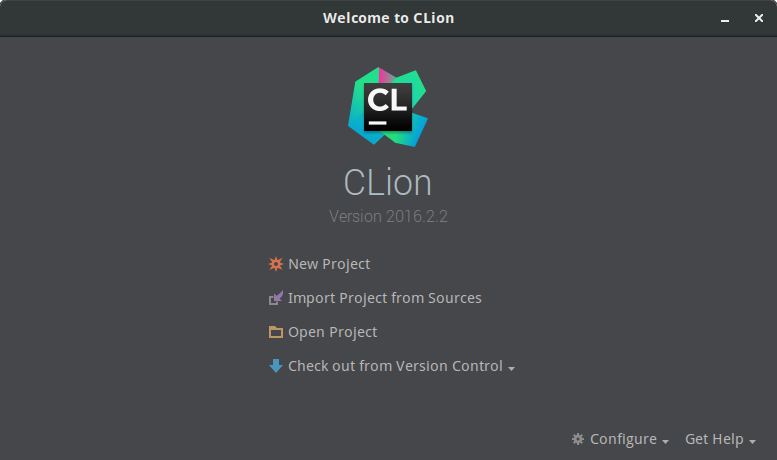 Welcome to CLion
CL
CLion
Version 2016.2.2
New Project
Import Project from Sources
Open Project
Check out from Version Control
Configure Get Help